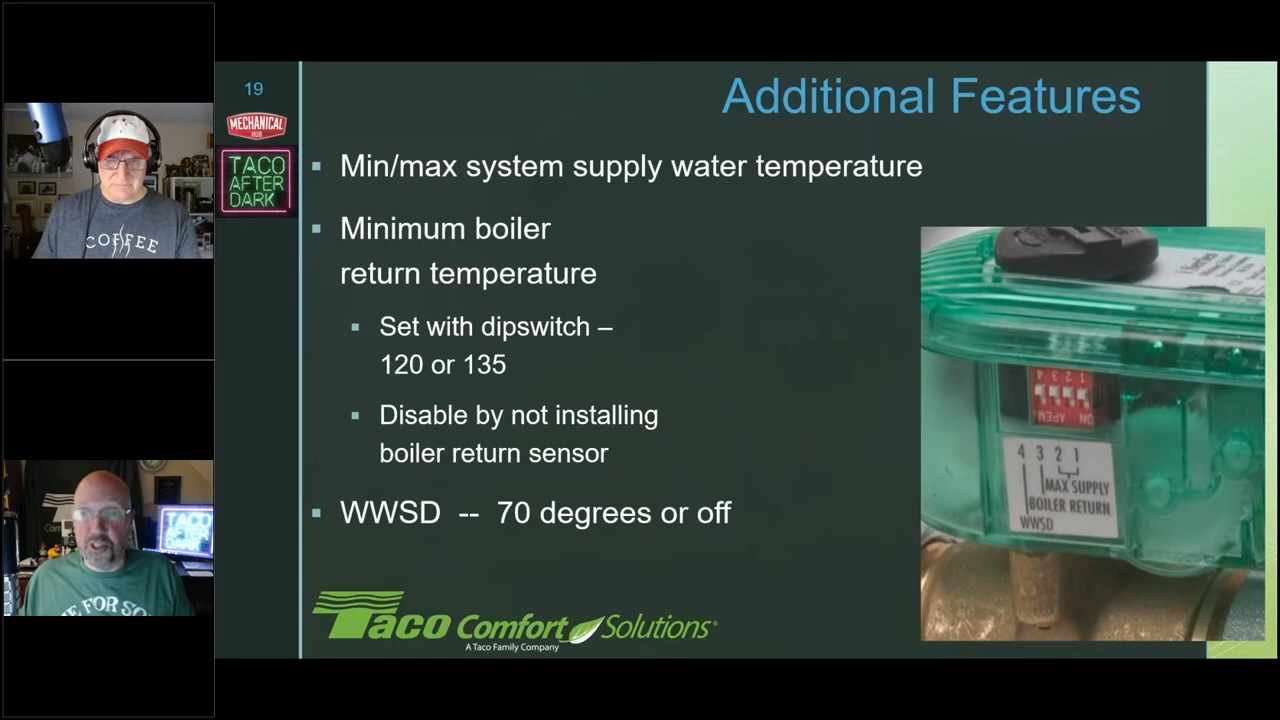 19
Additional Features
MECHANICAL
HUB
TACO
AFTER
DARK
▪ Min/max system supply water temperature
▪ Minimum boiler
return temperature
▪ Set with dipswitch –
120 or 135
▪ Disable by not installing
boiler return sensor
▪ WWSD -- 70 degrees or off
Taco Comfort Solutions®
A Taco Family Company
4 3 2 1
ON
4 3 2 1
MAX SUPPLY
BOILER RETURN
WWSD
COFFEE
TACO
AFTER
DARK